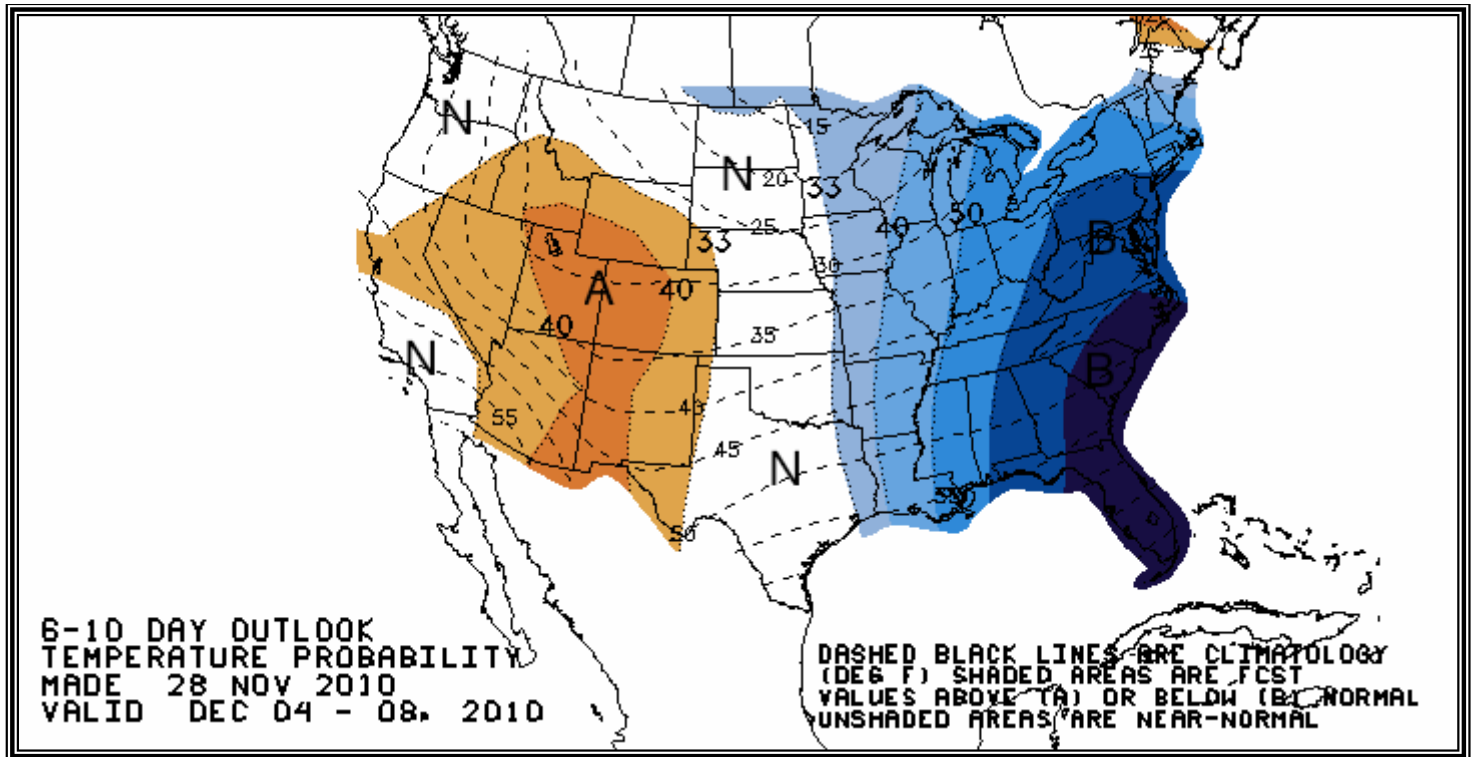 N
15
N
20
33
40
50
25
B
33
30
A
40
40
35
N
B
55
40
45
N
50
6-10 DAY OUTLOOK
TEMPERATURE PROBABILITY
MADE 28 NOV 2010
VALID DEC 04 - 08, 2010
DASHED BLACK LINES ARE CLIMATOLOGY
(DEG F) SHADED AREAS ARE FCST
VALUES ABOVE (A) OR BELOW (B) NORMAL
UNSHADED AREAS ARE NEAR-NORMAL